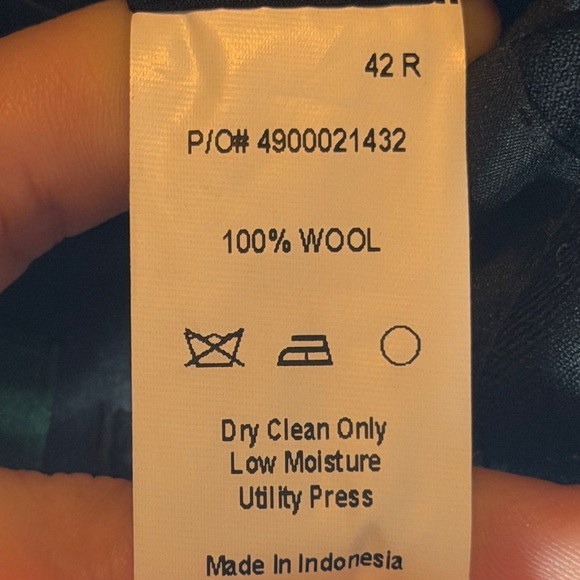 42 R
P/O# 4900021432
100% WOOL
Dry Clean Only
Low Moisture
Utility Press
Made In Indonesia